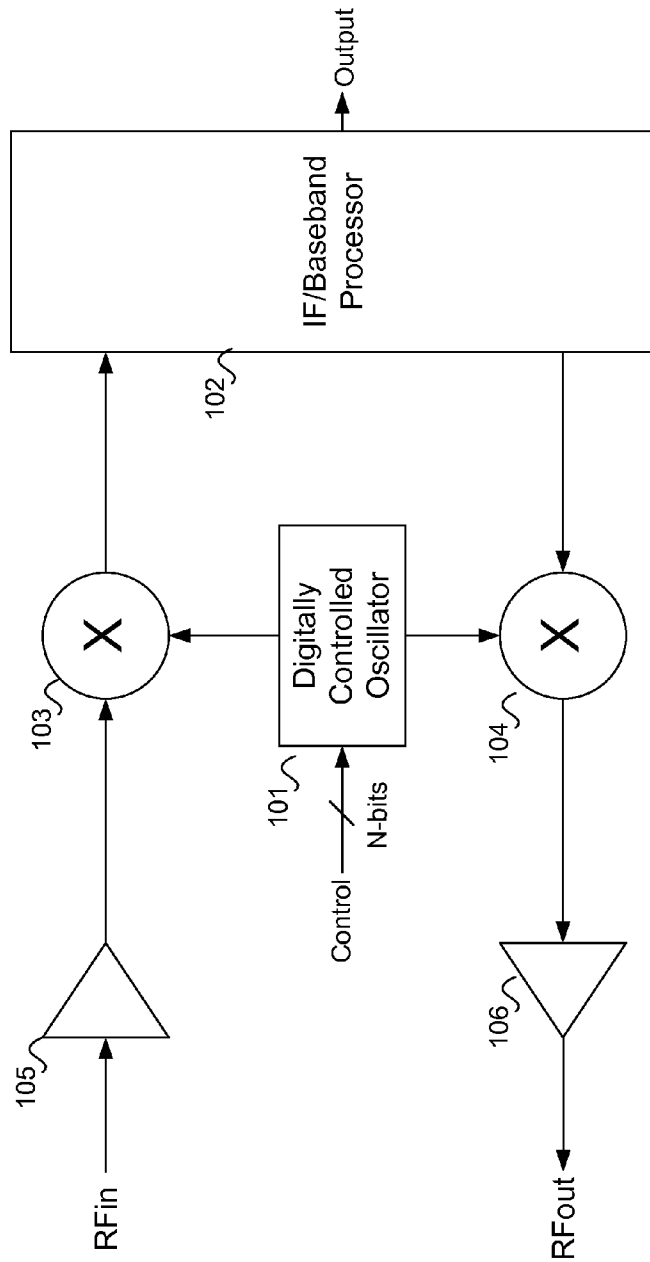 RFin
105
103
X
102
IF/Baseband
Processor
Output
Control
N-bits
101
Digitally
Controlled
Oscillator
RFout
106
104
X